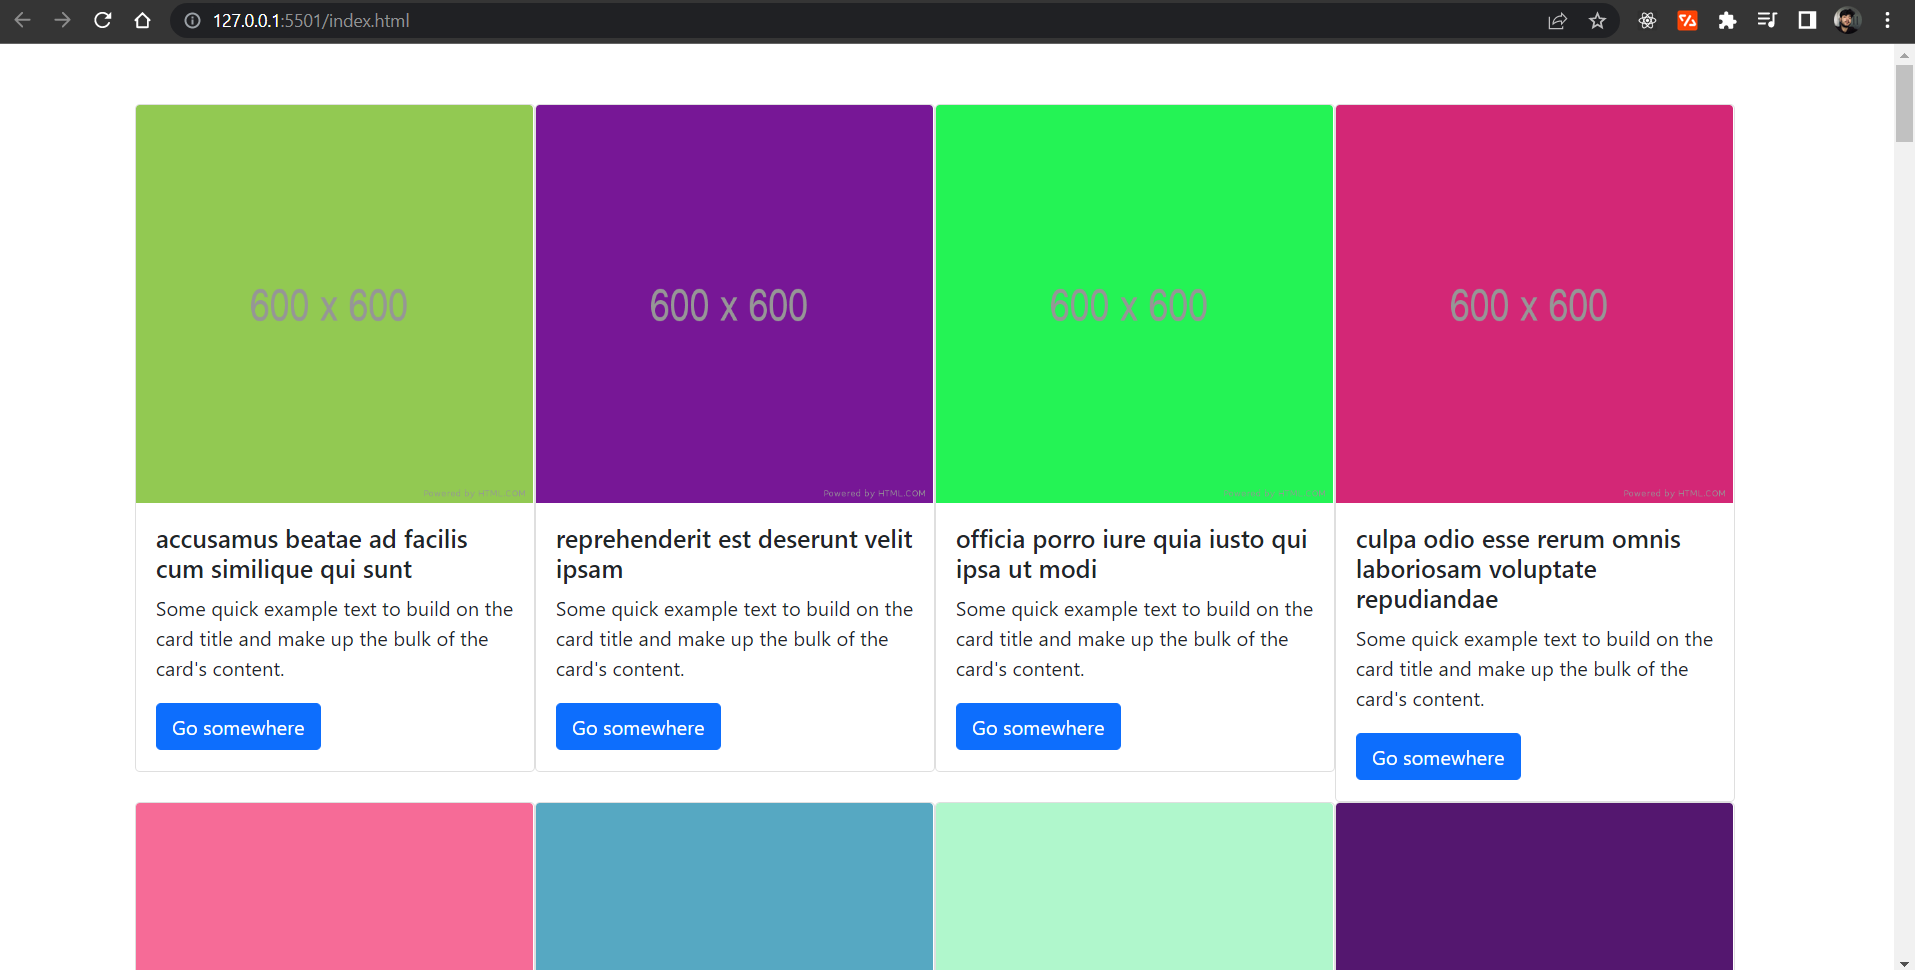 127.0.0.1:5501/index.html
600 x 600
Powered by HTML.COM
accusamus beatae ad facilis
cum similique qui sunt
Some quick example text to build on the
card title and make up the bulk of the
card's content.
Go somewhere
600 x 600
Powered by HTML.COM
reprehenderit est deserunt velit
ipsam
Some quick example text to build on the
card title and make up the bulk of the
card's content.
Go somewhere
600 x 600
Powered by HTML.COM
officia porro iure quia iusto qui
ipsa ut modi
Some quick example text to build on the
card title and make up the bulk of the
card's content.
Go somewhere
600 x 600
Powered by HTML.COM
culpa odio esse rerum omnis
laboriosam voluptate
repudiandae
Some quick example text to build on the
card title and make up the bulk of the
card's content.
Go somewhere